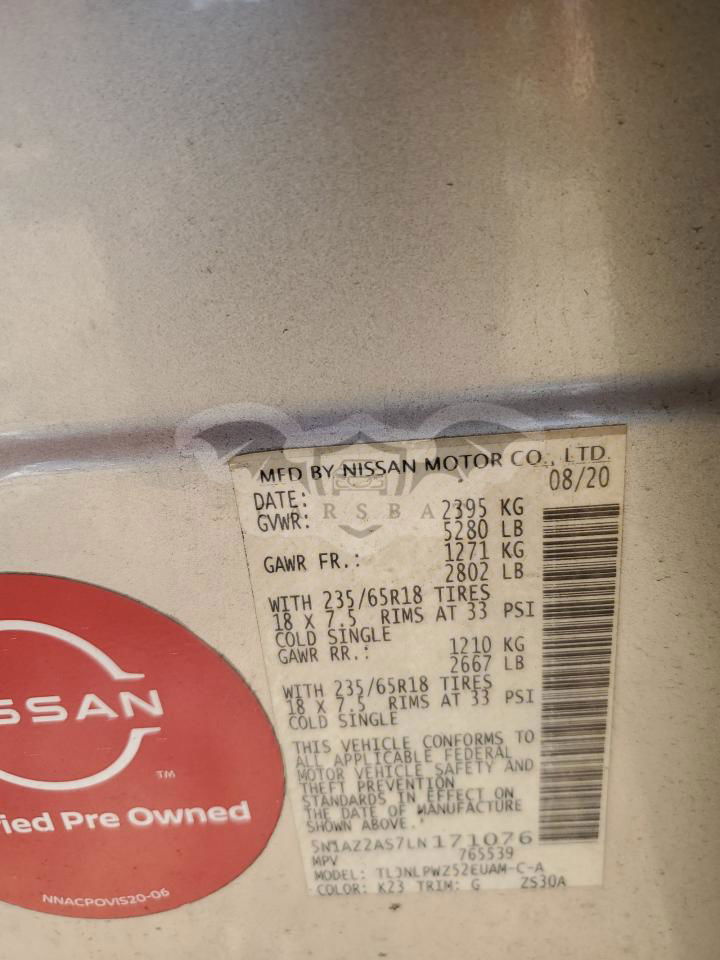 MFD BY NISSAN MOTOR CO., LTD.
DATE: 08/20
GVWR: 2395 KG
5280 LB
GAWR FR.: 1271 KG
2802 LB
WITH 235/65R18 TIRES
18 X 7.5 RIMS AT 33 PSI
COLD SINGLE
GAWR RR.: 1210 KG
2667 LB
WITH 235/65R18 TIRES
18 X 7.5 RIMS AT 33 PSI
COLD SINGLE
THIS VEHICLE CONFORMS TO
ALL APPLICABLE FEDERAL
MOTOR VEHICLE SAFETY AND
THEFT PREVENTION
STANDARDS IN EFFECT ON
THE DATE OF MANUFACTURE
SHOWN ABOVE.
5N1AZ2AS7LN171076
MPV 765539
MODEL: TLJNLPWZ52EUAM-C-A
COLOR: K23 TRIM: G ZS30A
RSBA
SSAN
TM
fied Pre Owned
NNACPOVIS20-06